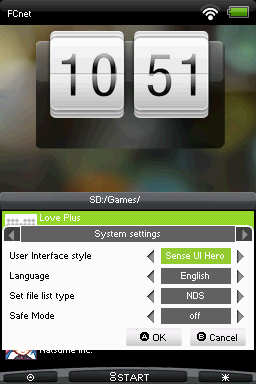 FCnet
10 51
SD:/Games/
Love Plus
System settings
User Interface style Sense UI Hero
Language English
Set file list type NDS
Safe Mode off
A OK B Cancel
Natsume Inc.
START